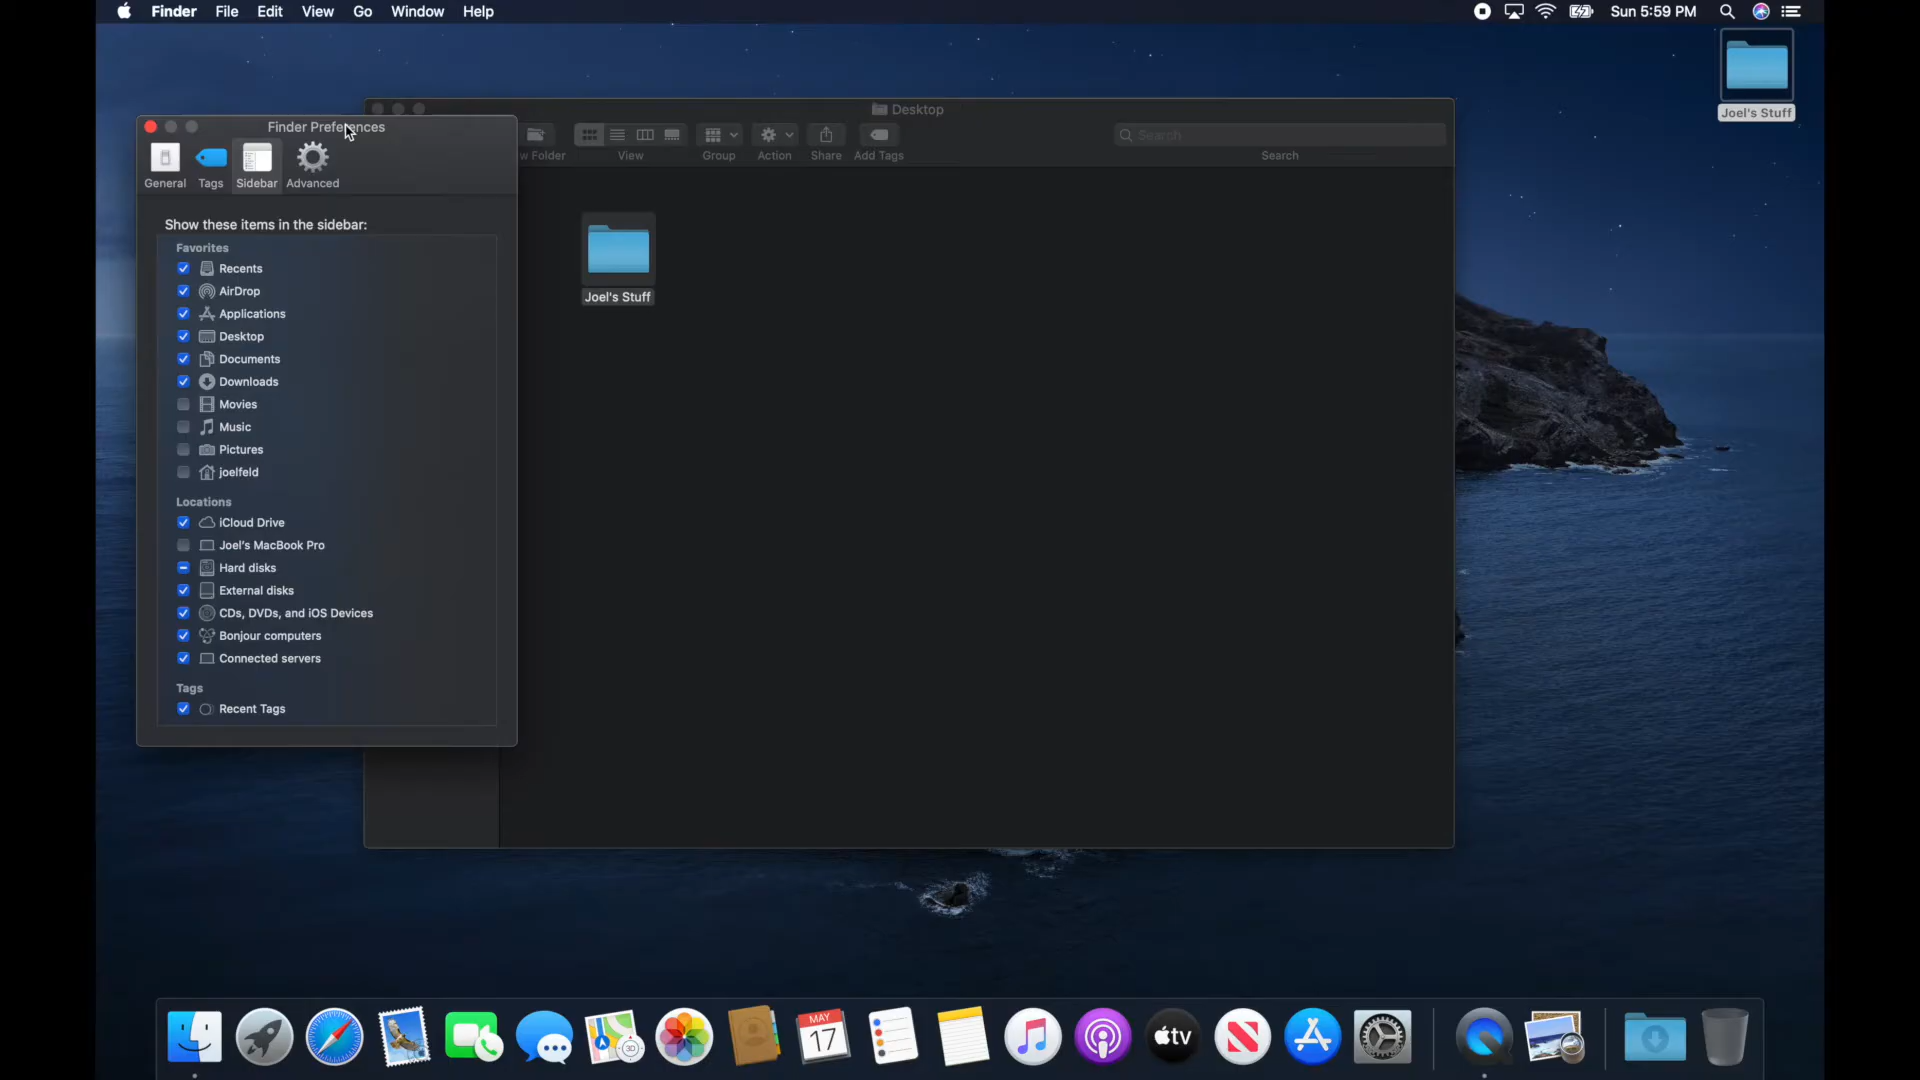 Finder File Edit View Go Window Help
Sun 5:59 PM
Joel's Stuff
Desktop
w Folder View Group Action Share Add Tags
Search
Search
Joel's Stuff
Finder Preferences
General Tags Sidebar Advanced
Show these items in the sidebar:
Favorites
Recents
AirDrop
Applications
Desktop
Documents
Downloads
Movies
Music
Pictures
joelfeld
Locations
iCloud Drive
Joel's MacBook Pro
Hard disks
External disks
CDs, DVDs, and iOS Devices
Bonjour computers
Connected servers
Tags
Recent Tags
3D
MAY
17
tv